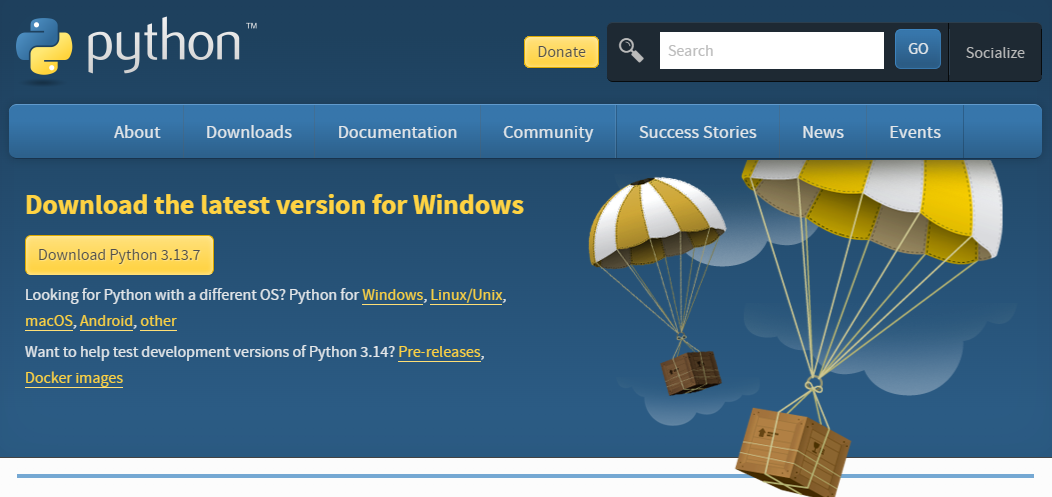 python™
Donate
Search
GO
Socialize
About
Downloads
Documentation
Community
Success Stories
News
Events
Download the latest version for Windows
Download Python 3.13.7
Looking for Python with a different OS? Python for Windows, Linux/Unix,
macOS, Android, other
Want to help test development versions of Python 3.14? Pre-releases,
Docker images